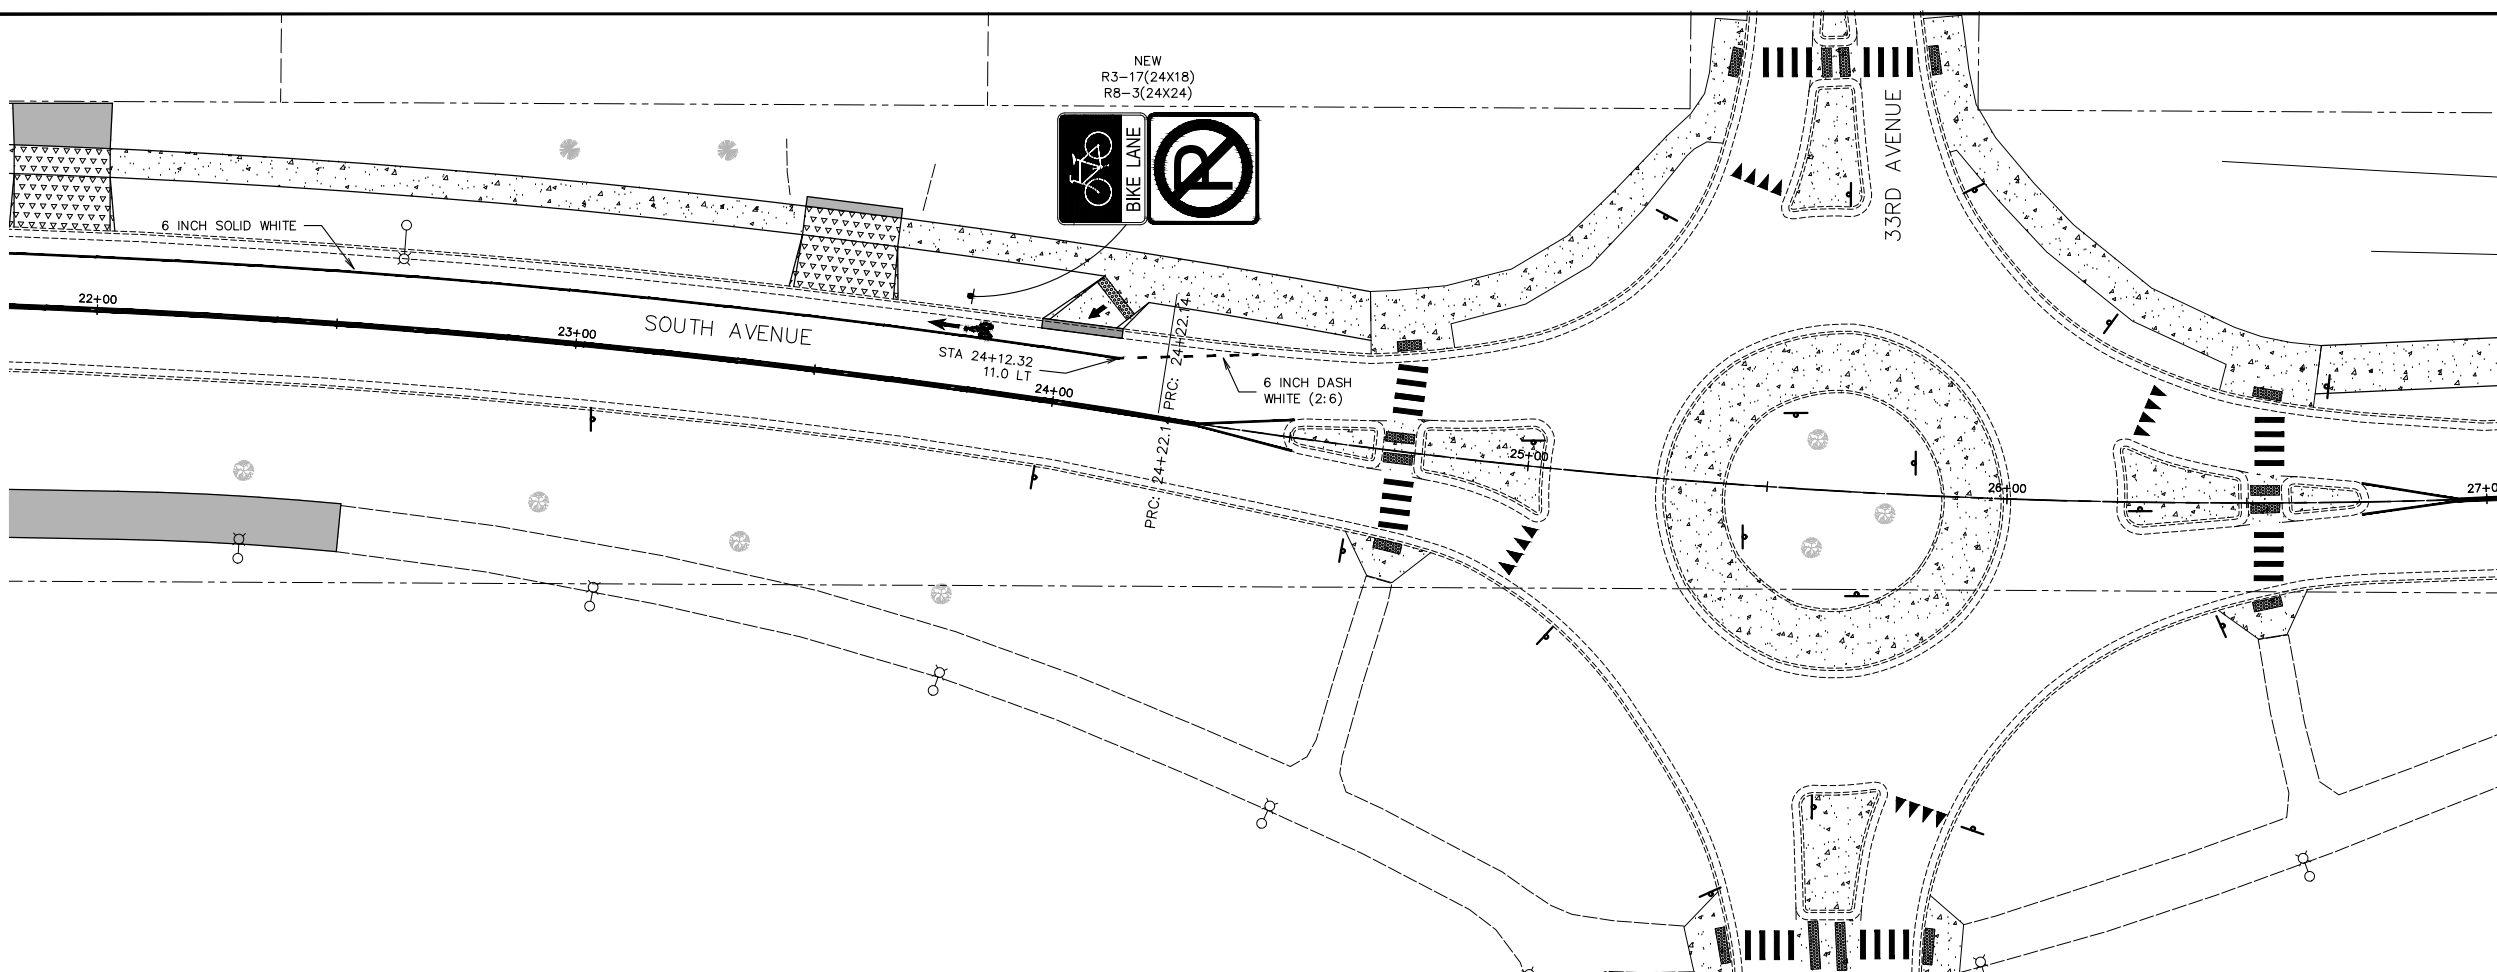 NEW
R3-17(24X18)
R8-3(24X24)
BIKE LANE
P
33RD AVENUE
6 INCH SOLID WHITE
22+00
23+00
SOUTH AVENUE
STA 24+12.32
11.0 LT
24+00
PRC: 24+22.14
PRC: 24+22.1
6 INCH DASH
WHITE (2:6)
25+00
26+00
27+0